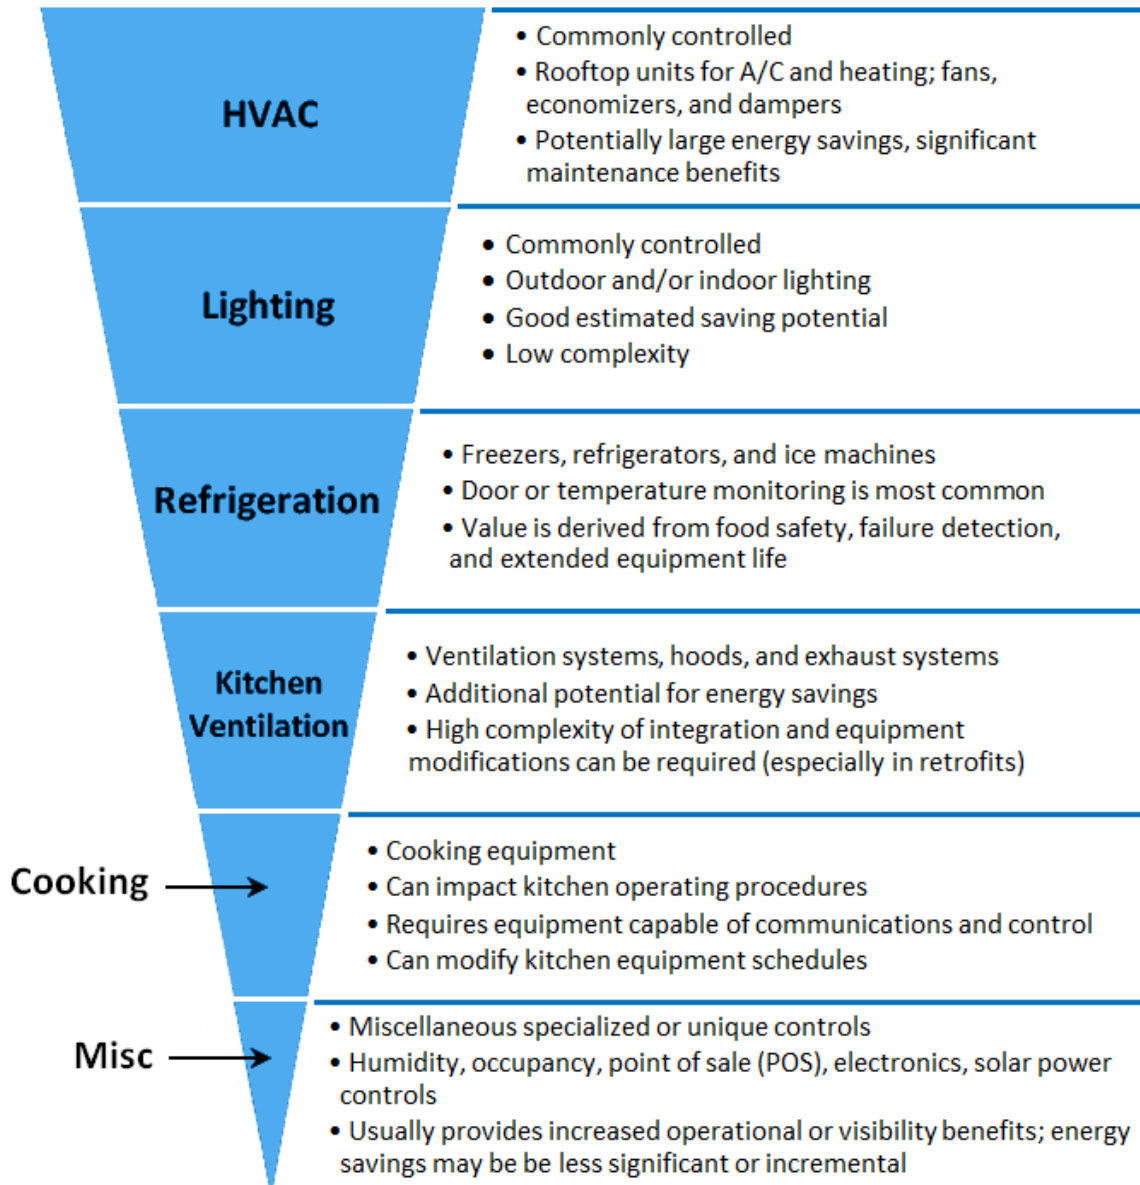 HVAC
• Commonly controlled
• Rooftop units for A/C and heating; fans,
economizers, and dampers
• Potentially large energy savings, significant
maintenance benefits
Lighting
• Commonly controlled
• Outdoor and/or indoor lighting
• Good estimated saving potential
• Low complexity
Refrigeration
• Freezers, refrigerators, and ice machines
• Door or temperature monitoring is most common
• Value is derived from food safety, failure detection,
and extended equipment life
Kitchen
Ventilation
• Ventilation systems, hoods, and exhaust systems
• Additional potential for energy savings
• High complexity of integration and equipment
modifications can be required (especially in retrofits)
Cooking
• Cooking equipment
• Can impact kitchen operating procedures
• Requires equipment capable of communications and control
• Can modify kitchen equipment schedules
Misc
• Miscellaneous specialized or unique controls
• Humidity, occupancy, point of sale (POS), electronics, solar power
controls
• Usually provides increased operational or visibility benefits; energy
savings may be be less significant or incremental